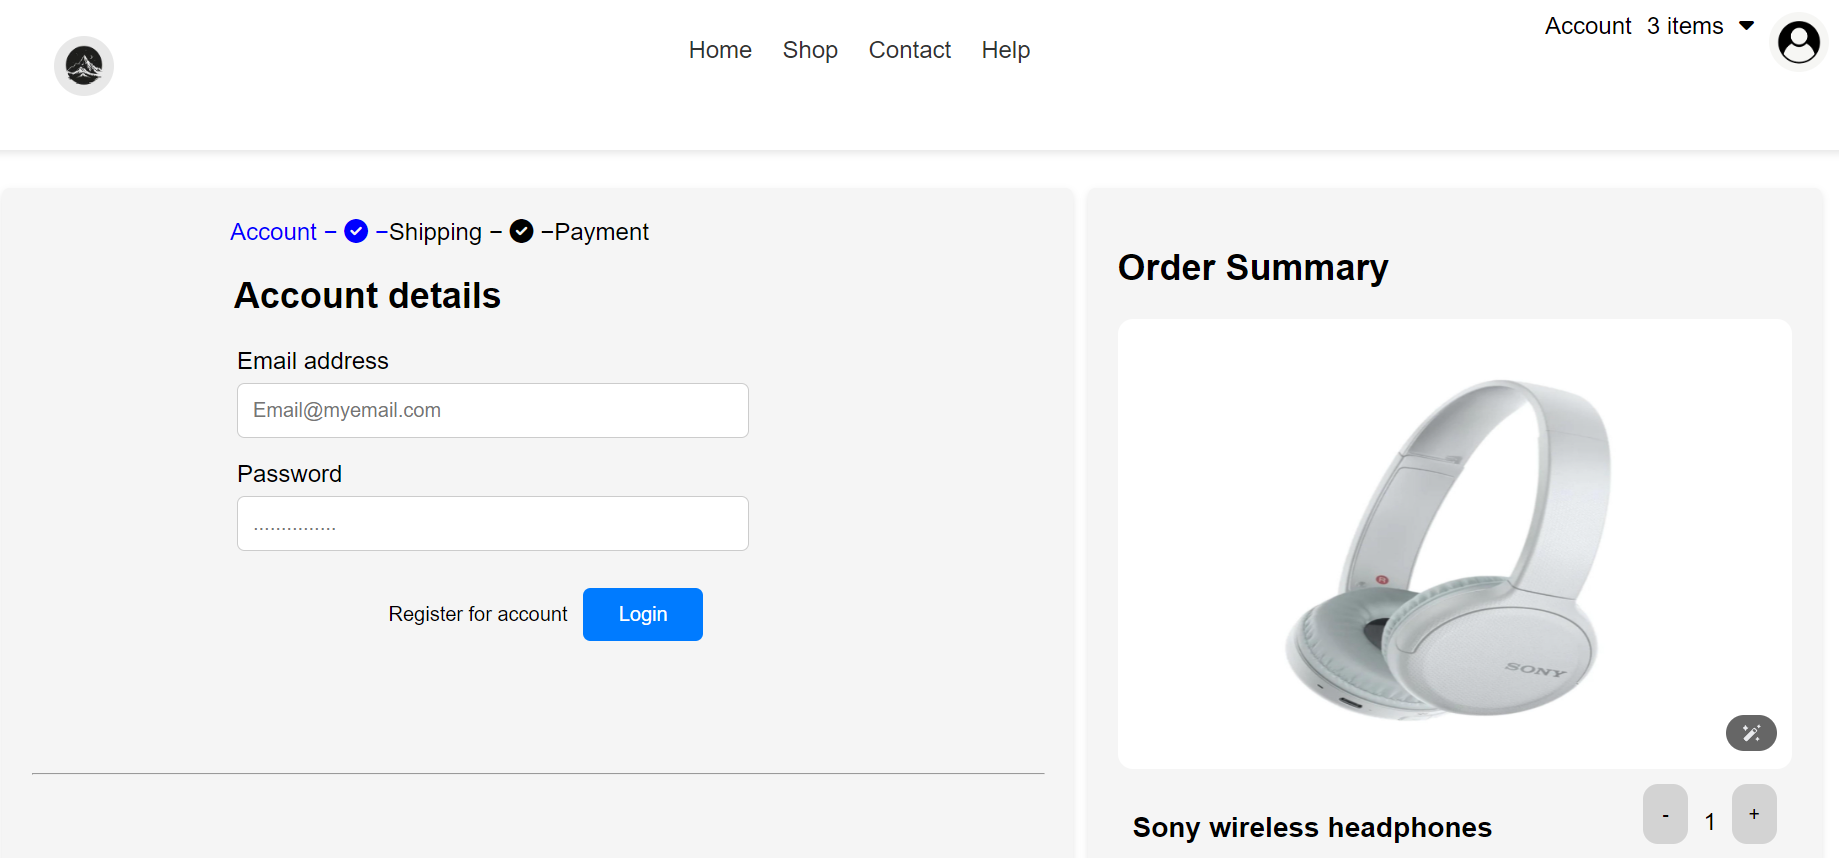 Home Shop Contact Help
Account 3 items
Account – –Shipping – –Payment
Account details
Email address
Email@myemail.com
Password
...............
Register for account Login
Order Summary
R
SONY
Sony wireless headphones
- 1 +